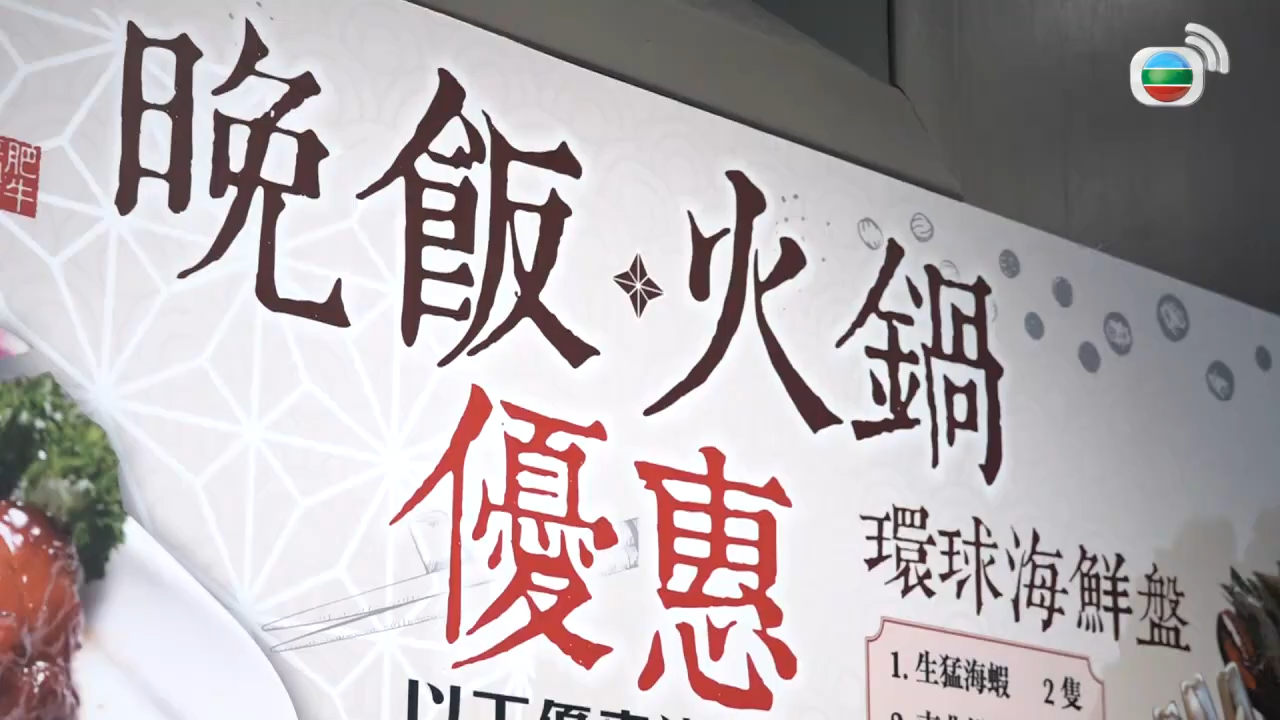 肥牛
晚飯✦火鍋
優惠
環球海鮮盤
1. 生猛海蝦 2隻